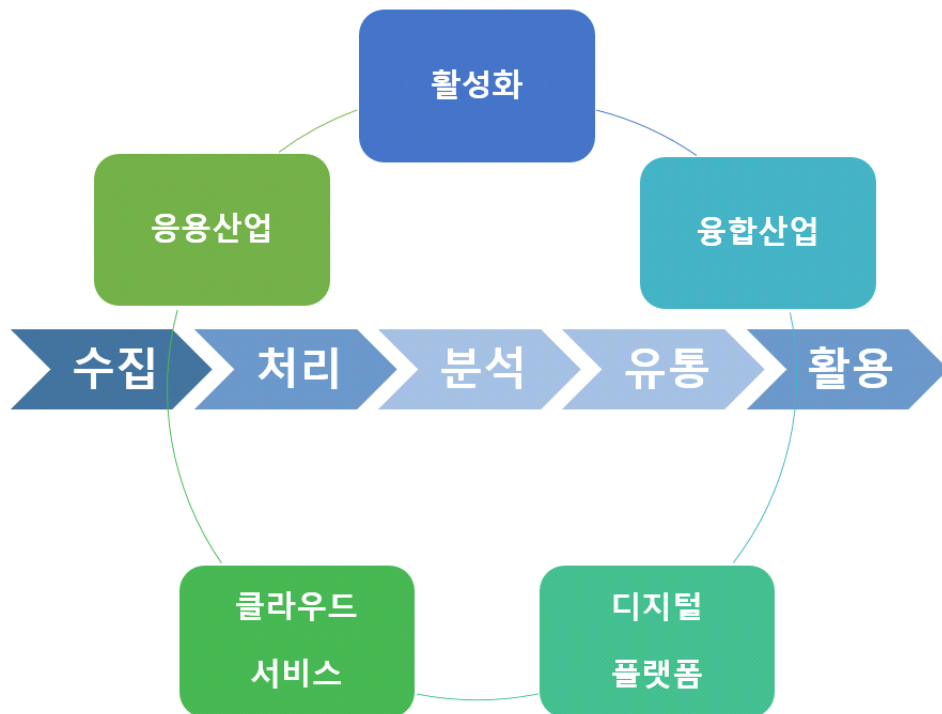 활성화
응용산업
융합산업
수집 처리 분석 유통 활용
클라우드
서비스
디지털
플랫폼